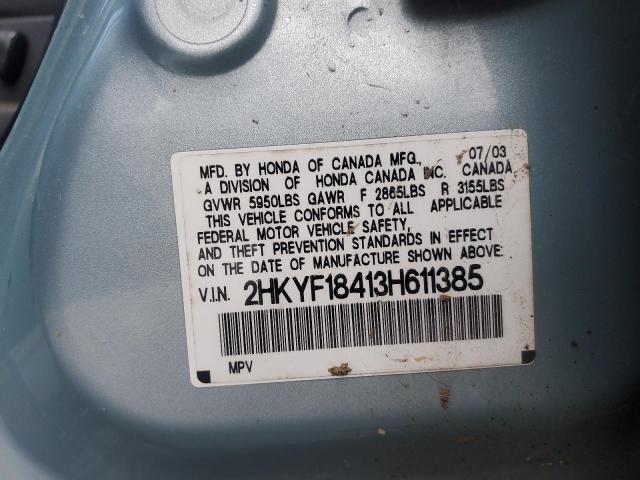 MFD. BY HONDA OF CANADA MFG., 07/03
A DIVISION OF HONDA CANADA INC. CANADA
GVWR 5950LBS GAWR F 2865LBS R 3155LBS
THIS VEHICLE CONFORMS TO ALL APPLICABLE
FEDERAL MOTOR VEHICLE SAFETY,
AND THEFT PREVENTION STANDARDS IN EFFECT
ON THE DATE OF MANUFACTURE SHOWN ABOVE:
V.I.N. 2HKYF18413H611385
MPV